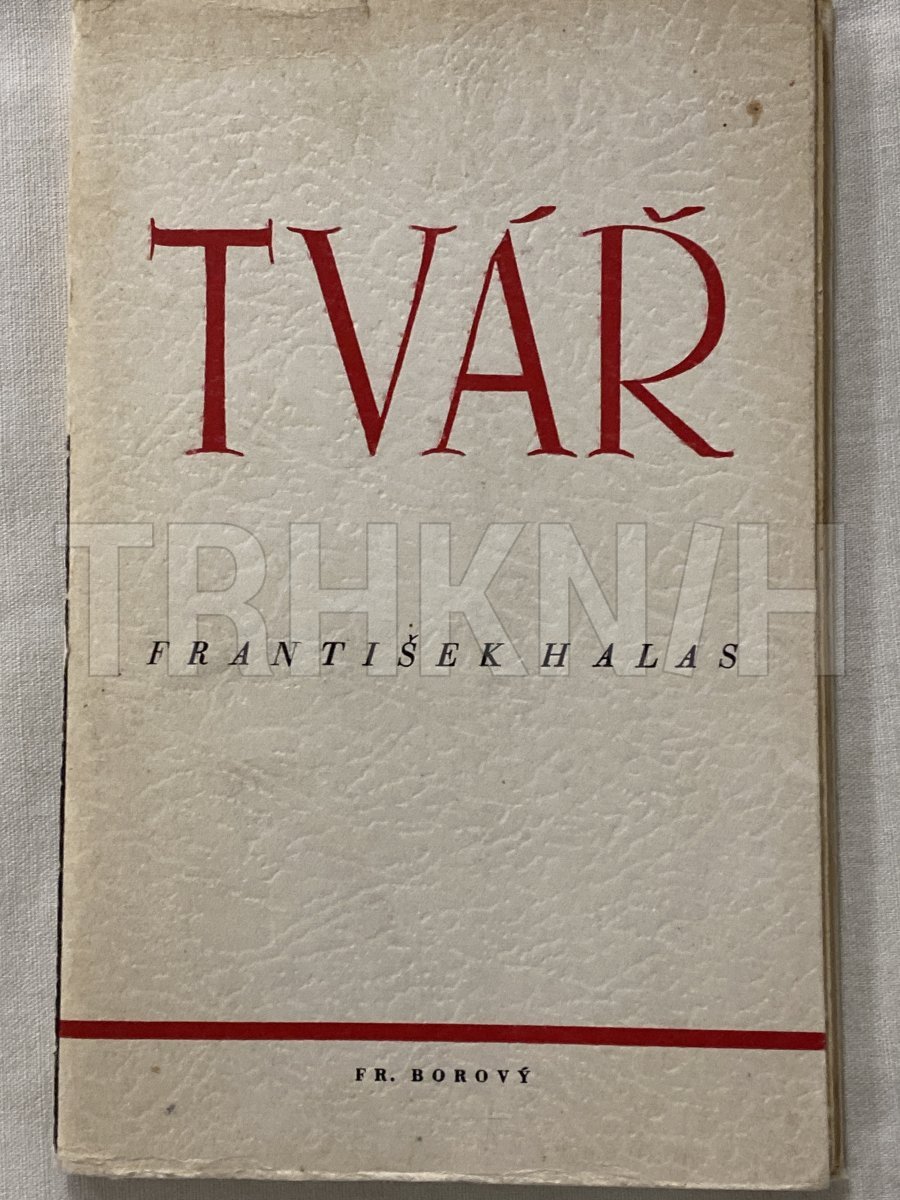 TVÁŘ
TRHKNIH
FRANTIŠEK HALAS
FR. BOROVÝ